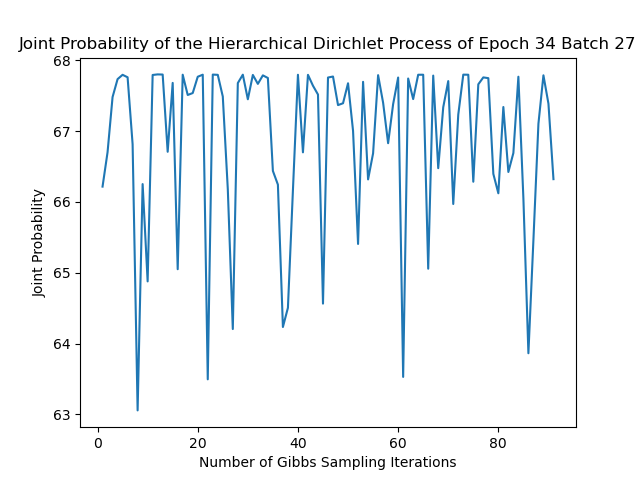 Joint Probability of the Hierarchical Dirichlet Process of Epoch 34 Batch 27
68
67
66
65
64
63
Joint Probability
0 20 40 60 80
Number of Gibbs Sampling Iterations